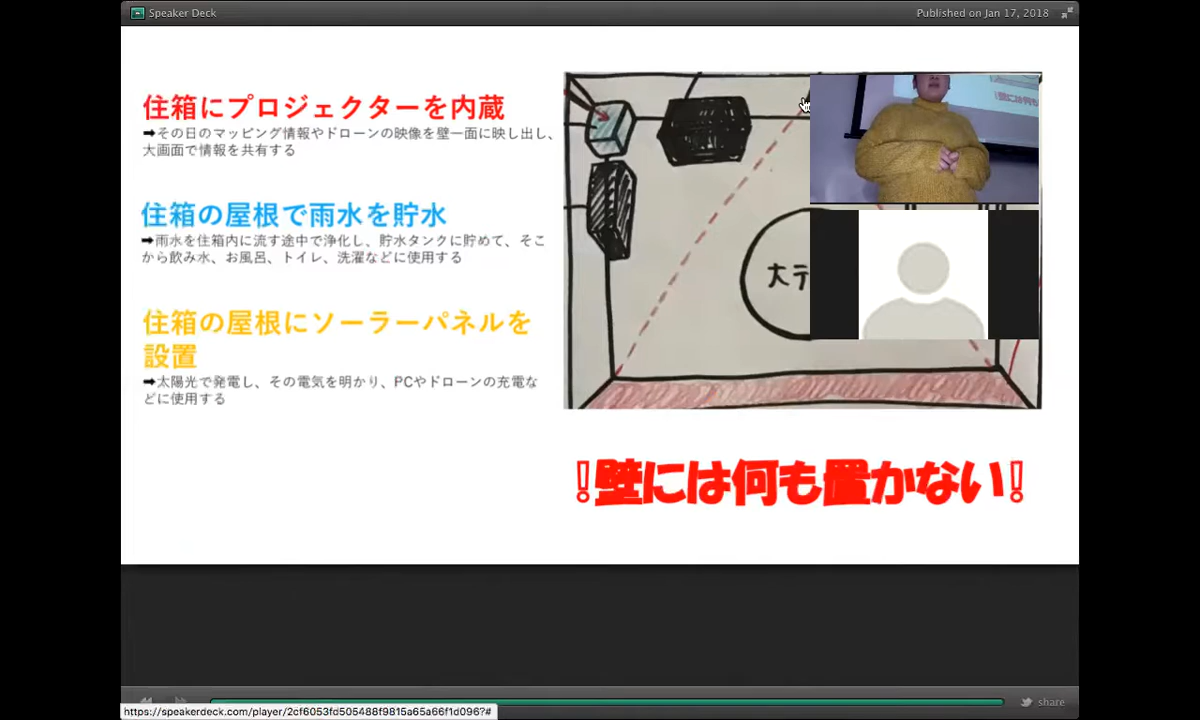 Speaker Deck
Published on Jan 17, 2018
住箱にプロジェクターを内蔵
➡その日のマッピング情報やドローンの映像を壁一面に映し出し、
大画面で情報を共有する
住箱の屋根で雨水を貯水
➡雨水を住箱内に流す途中で浄化し、貯水タンクに貯めて、そこ
から飲み水、お風呂、トイレ、洗濯などに使用する
住箱の屋根にソーラーパネルを
設置
➡太陽光で発電し、その電気を明かり、PCやドローンの充電な
どに使用する
大テ
壁には何も
❕壁には何も置かない❕
share
https://speakerdeck.com/player/2cf6053fd505488f9815a65a66f1d096?#